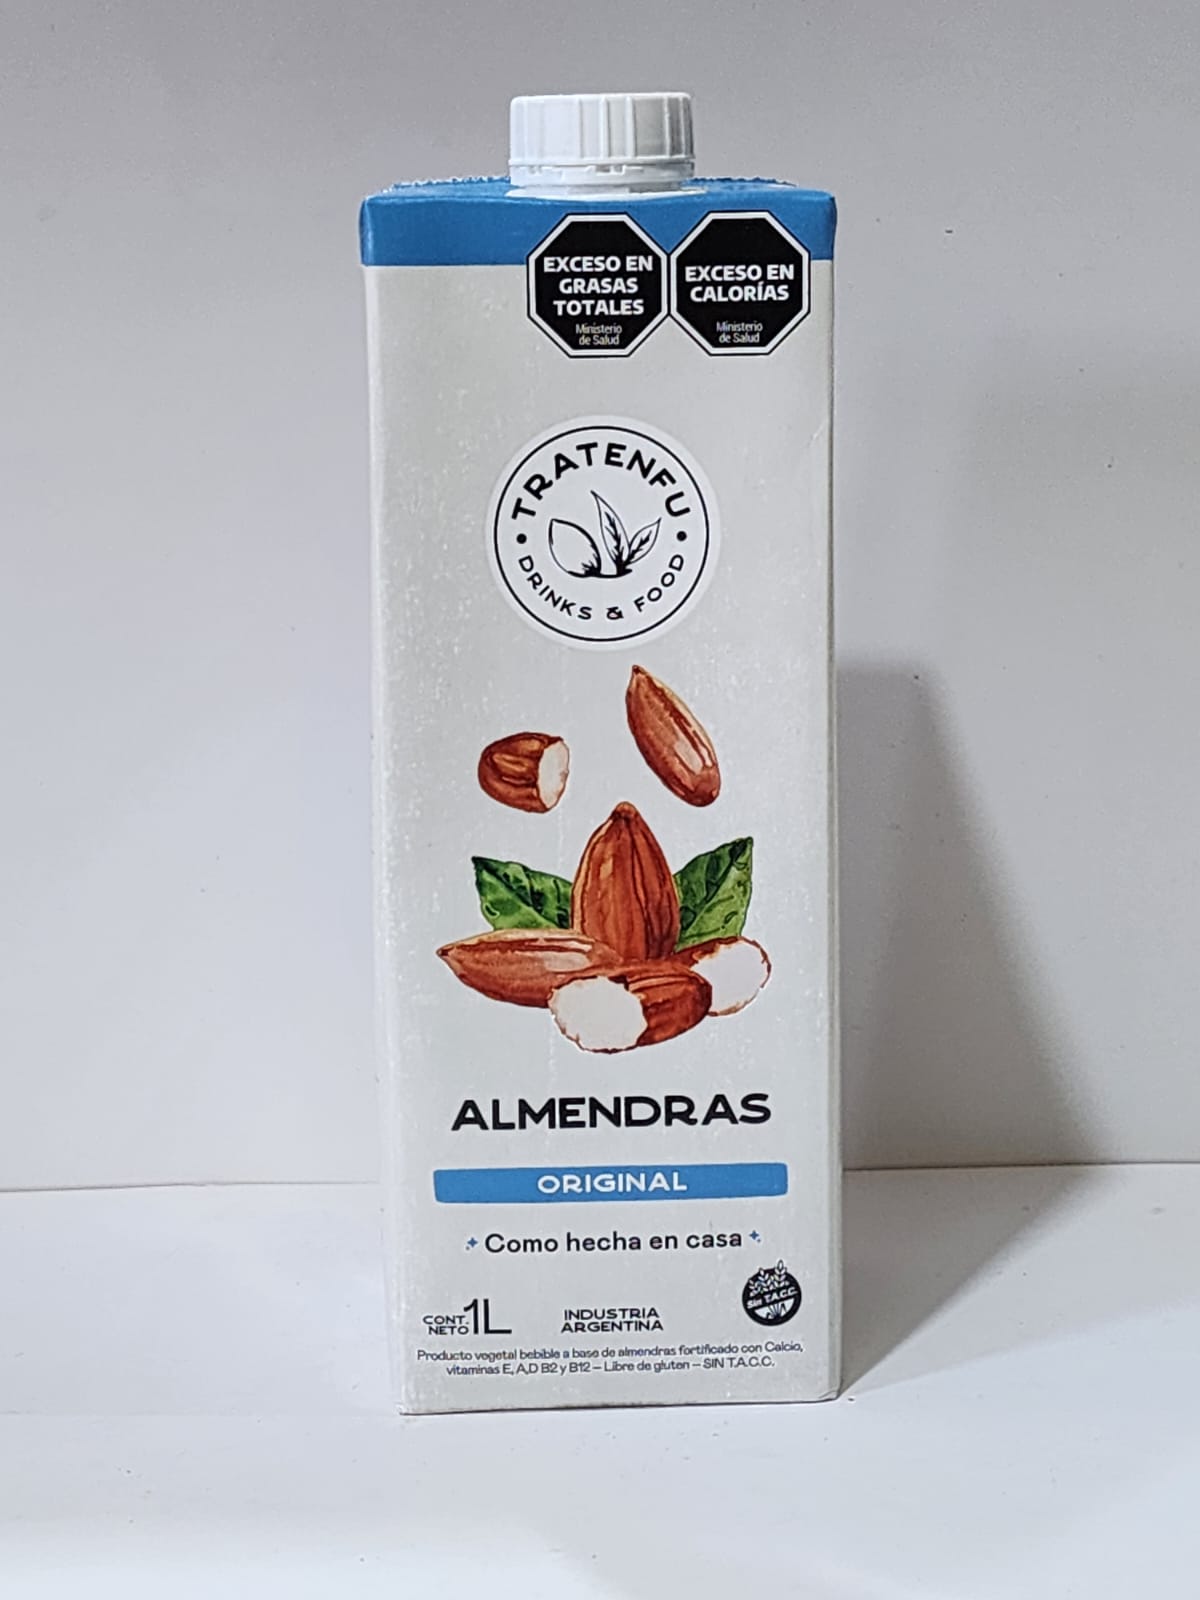 EXCESO EN
GRASAS
TOTALES
Ministerio
de Salud
EXCESO EN
CALORÍAS
Ministerio
de Salud
TRATENFU
DRINKS & FOOD
ALMENDRAS
ORIGINAL
Como hecha en casa
CONT.
NETO 1L
INDUSTRIA
ARGENTINA
Sin T.A.C.C.
Producto vegetal bebible a base de almendras fortificado con Calcio,
vitaminas E, A,D B2 y B12 – Libre de gluten – SIN T.A.C.C.